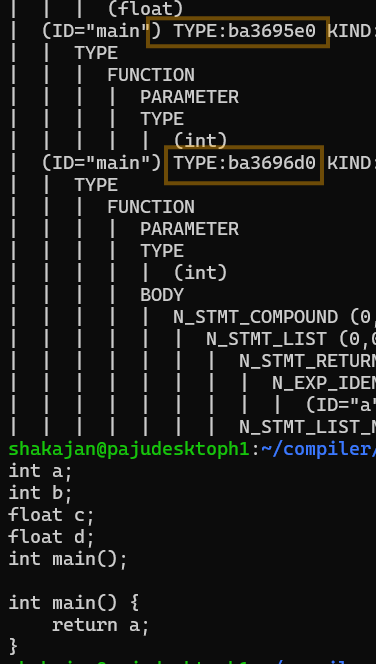 | | | (float)
| (ID="main") TYPE:ba3695e0 KIND:
| | TYPE
| | | FUNCTION
| | | | PARAMETER
| | | | TYPE
| | | | | (int)
| (ID="main") TYPE:ba3696d0 KIND:
| | TYPE
| | | FUNCTION
| | | | PARAMETER
| | | | TYPE
| | | | | (int)
| | | | BODY
| | | | | N_STMT_COMPOUND (0,
| | | | | | N_STMT_LIST (0,0
| | | | | | | N_STMT_RETURN
| | | | | | | | N_EXP_IDEN
| | | | | | | | | (ID="a"
| | | | | | | N_STMT_LIST_N
shakajan@pajudesktoph1:~/compiler/
int a;
int b;
float c;
float d;
int main();

int main() {
    return a;
}